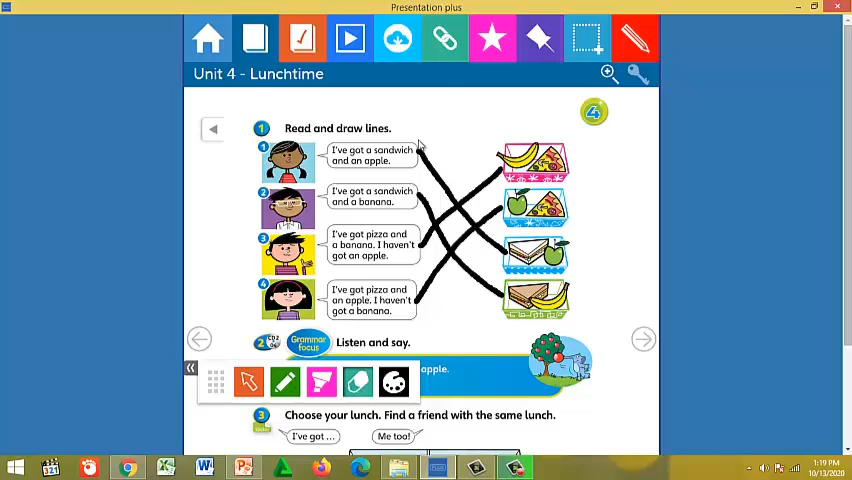 Presentation plus
Unit 4 - Lunchtime
4
1 Read and draw lines.
1
I've got a sandwich
and an apple.
2
I've got a sandwich
and a banana.
3
I've got pizza and
a banana. I haven't
got an apple.
4
I've got pizza and
an apple. I haven't
got a banana.
2
Grammar
focus
Listen and say.
apple.
3 Choose your lunch. Find a friend with the same lunch.
I've got ...
Me too!
321
1:19 PM
10/13/2020